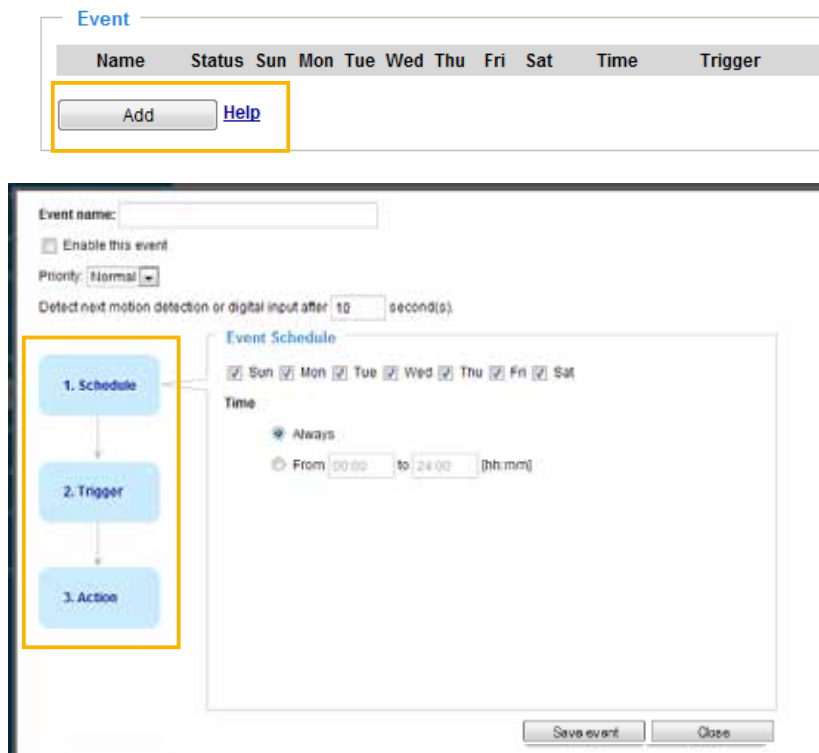 Event
Name Status Sun Mon Tue Wed Thu Fri Sat Time Trigger
Add Help
Event name:
Enable this event
Priority: Normal
Detect next motion detection or digital input after 10 second(s).
Event Schedule
1. Schedule
Sun Mon Tue Wed Thu Fri Sat
Time
Always
From 00:00 to 24:00 [hh:mm]
2. Trigger
3. Action
Save event Close